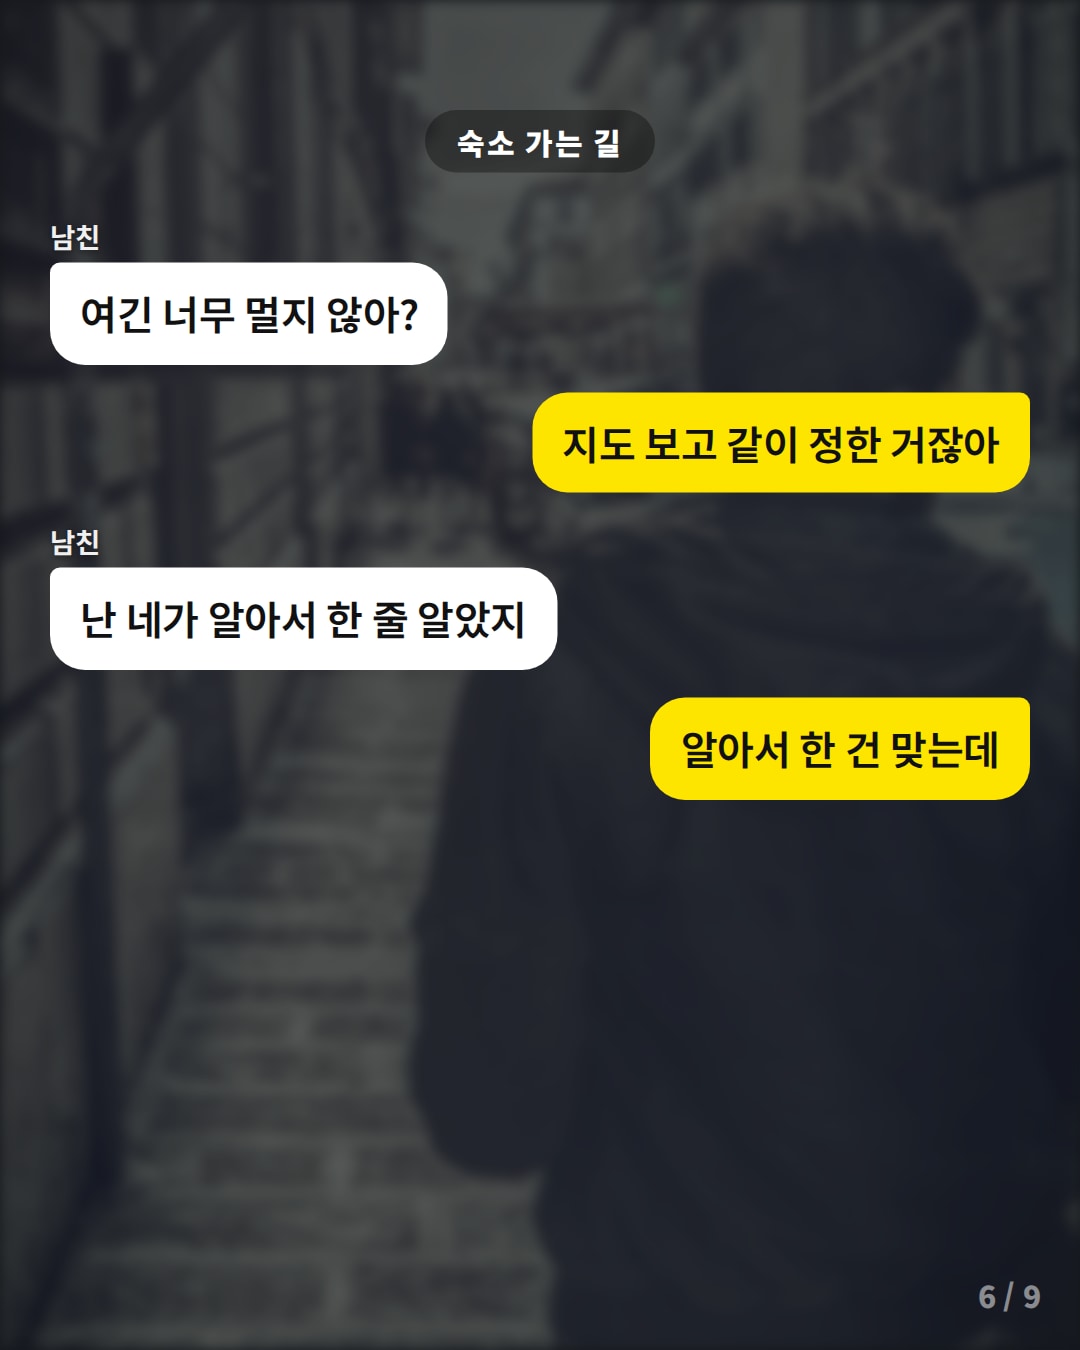 숙소 가는 길
남친
여긴 너무 멀지 않아?
지도 보고 같이 정한 거잖아
남친
난 네가 알아서 한 줄 알았지
알아서 한 건 맞는데
6 / 9